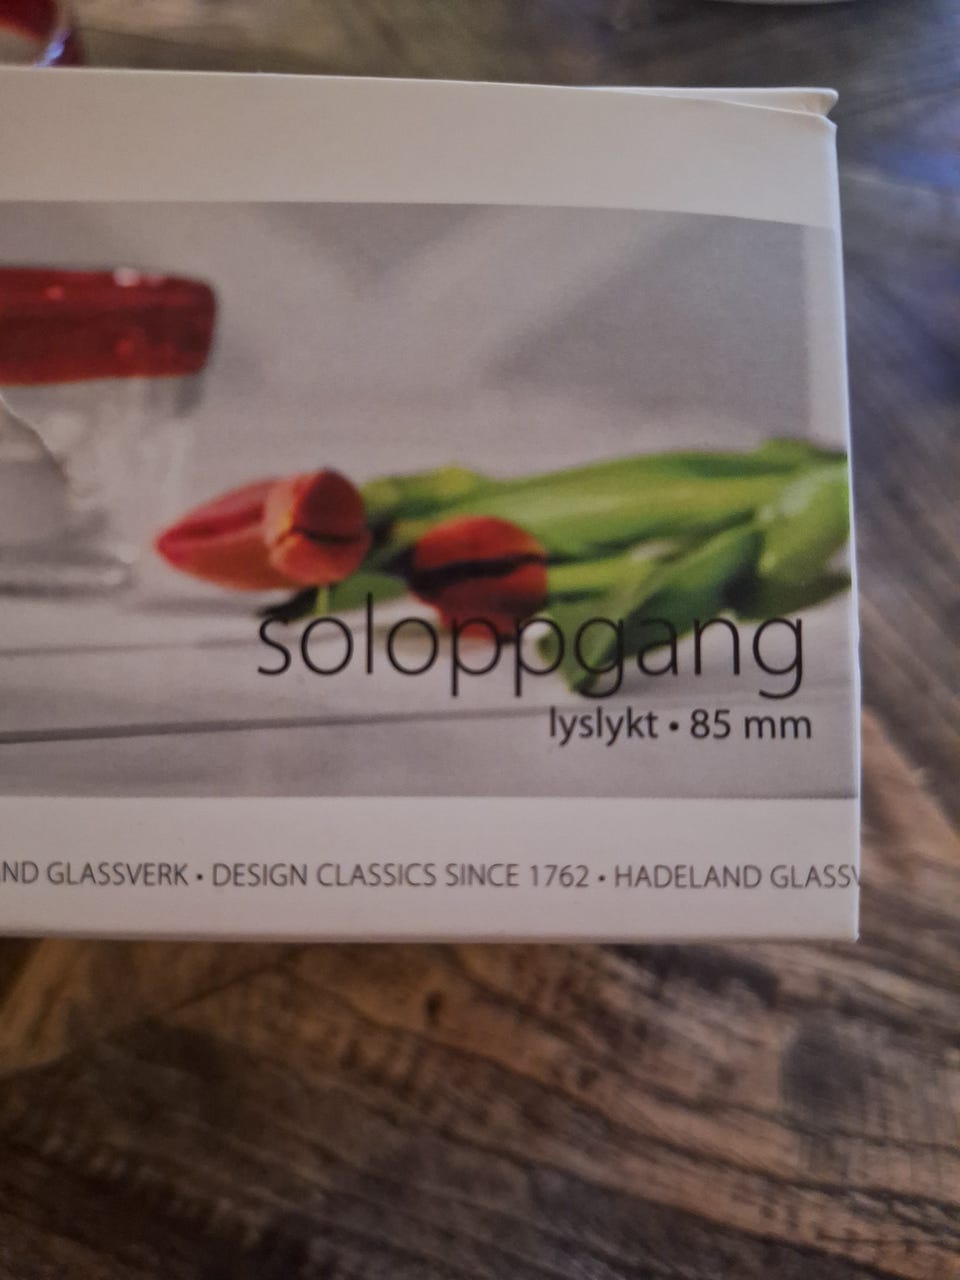 soloppgang
lyslykt • 85 mm
ND GLASSVERK • DESIGN CLASSICS SINCE 1762 • HADELAND GLASSV